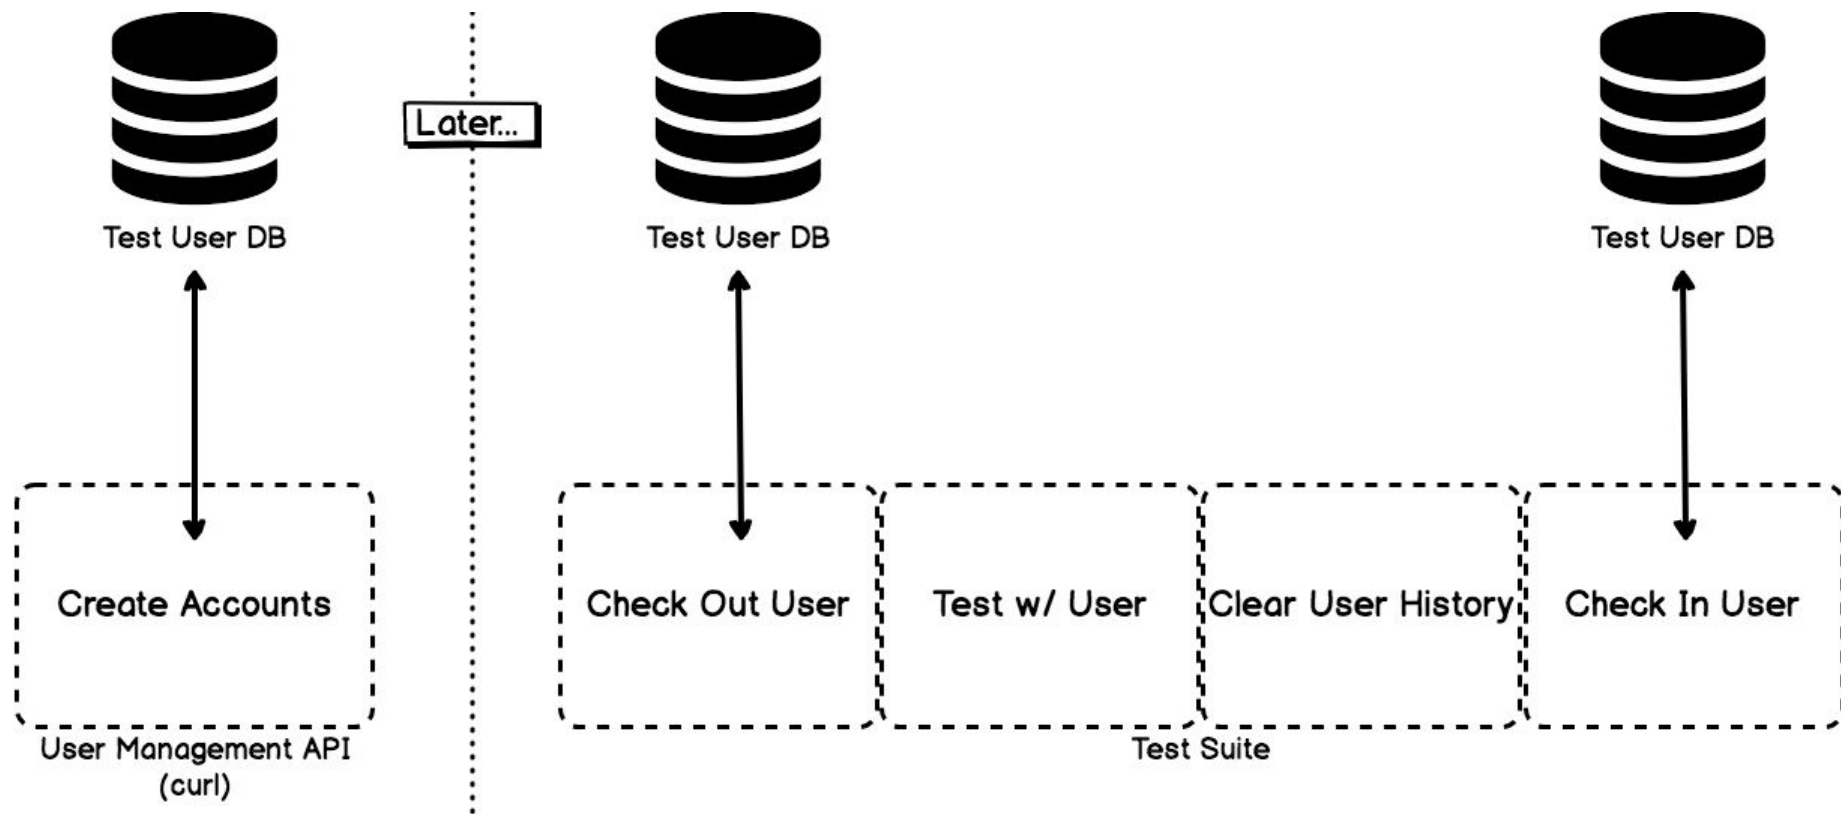 Later...
Test User DB
Test User DB
Test User DB
Create Accounts
Check Out User
Test w/ User
Clear User History
Check In User
User Management API
(curl)
Test Suite